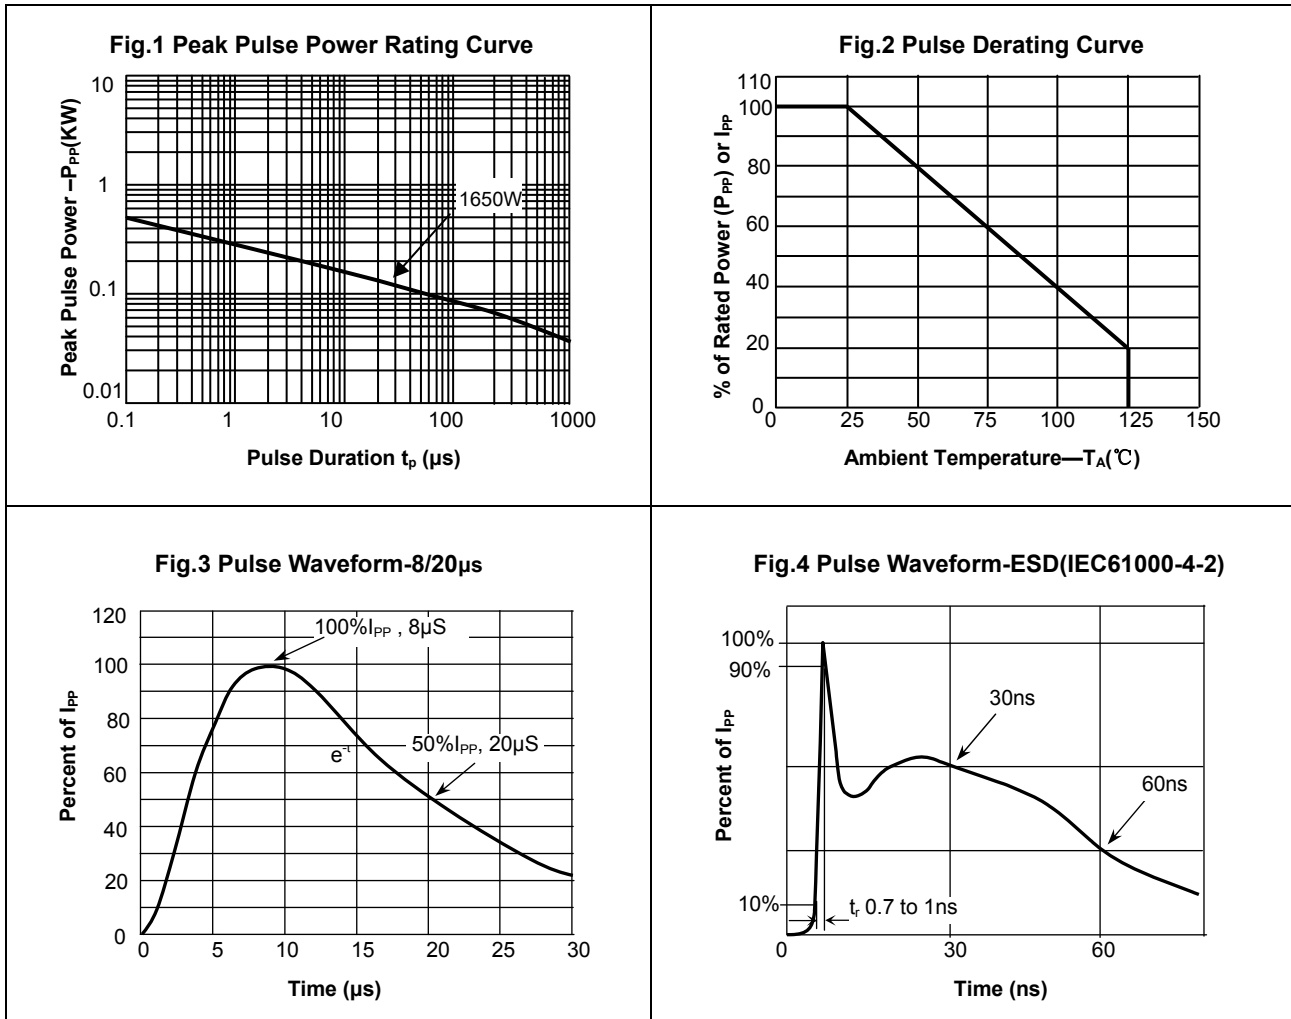 Fig.1 Peak Pulse Power Rating Curve
Peak Pulse Power –PPP(KW)
10
1
0.1
0.01
1650W
0.1 1 10 100 1000
Pulse Duration tp (µs)
Fig.2 Pulse Derating Curve
% of Rated Power (PPP) or IPP
110
100
80
60
40
20
0
0 25 50 75 100 125 150
Ambient Temperature—TA(℃)
Fig.3 Pulse Waveform-8/20µs
Percent of IPP
120
100
80
60
40
20
0
100%IPP , 8µS
e-t
50%IPP, 20µS
0 5 10 15 20 25 30
Time (µs)
Fig.4 Pulse Waveform-ESD(IEC61000-4-2)
Percent of IPP
100%
90%
10%
30ns
60ns
tr 0.7 to 1ns
0 30 60
Time (ns)